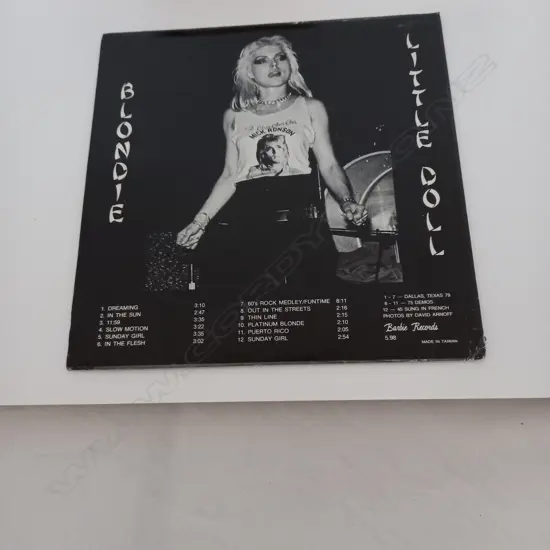 BLONDIE
LITTLE DOLL
MICK RONSON
1. DREAMING 3:10
2. IN THE SUN 2:47
3. 11:59 3:35
4. SLOW MOTION 3:22
5. SUNDAY GIRL 3:35
6. IN THE FLESH 3:02
7. 60's ROCK MEDLEY/FUNTIME 8:11
8. OUT IN THE STREETS 2:16
9. THIN LINE 2:15
10. PLATINUM BLONDE 2:10
11. PUERTO RICO 2:05
12. SUNDAY GIRL 2:54
1 - 7 — DALLAS, TEXAS 79
8 - 11 — 75 DEMOS
12 — 45 SUNG IN FRENCH
PHOTOS BY DAVID ARNOFF
Barbie Records
5.98
MADE IN TAIWAN